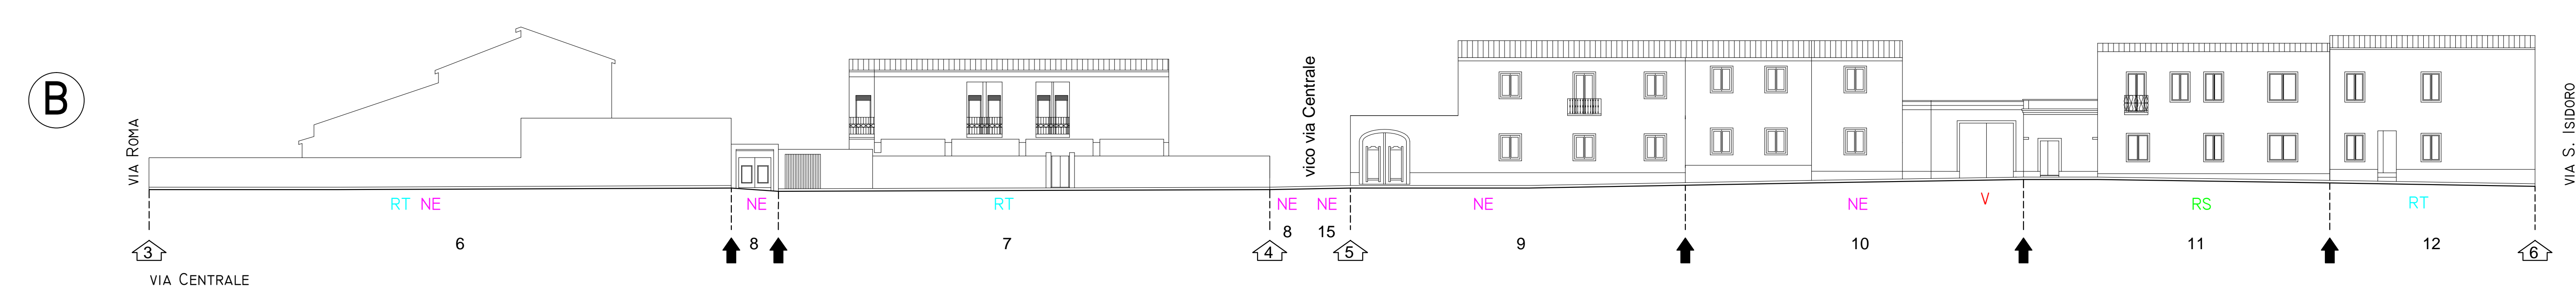 B
VIA ROMA
vico via Centrale
VIA S. ISIDORO
RT NE NE RT NE NE NE NE V RS RT
8 15
6 8 7 9 10 11 12
3 4 5 6
VIA CENTRALE